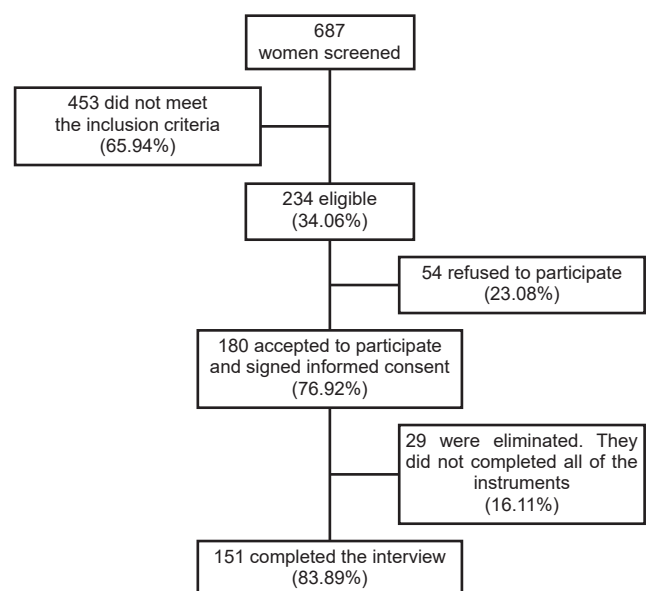 687
women screened
453 did not meet
the inclusion criteria
(65.94%)
234 eligible
(34.06%)
54 refused to participate
(23.08%)
180 accepted to participate
and signed informed consent
(76.92%)
29 were eliminated. They
did not completed all of the
instruments
(16.11%)
151 completed the interview
(83.89%)